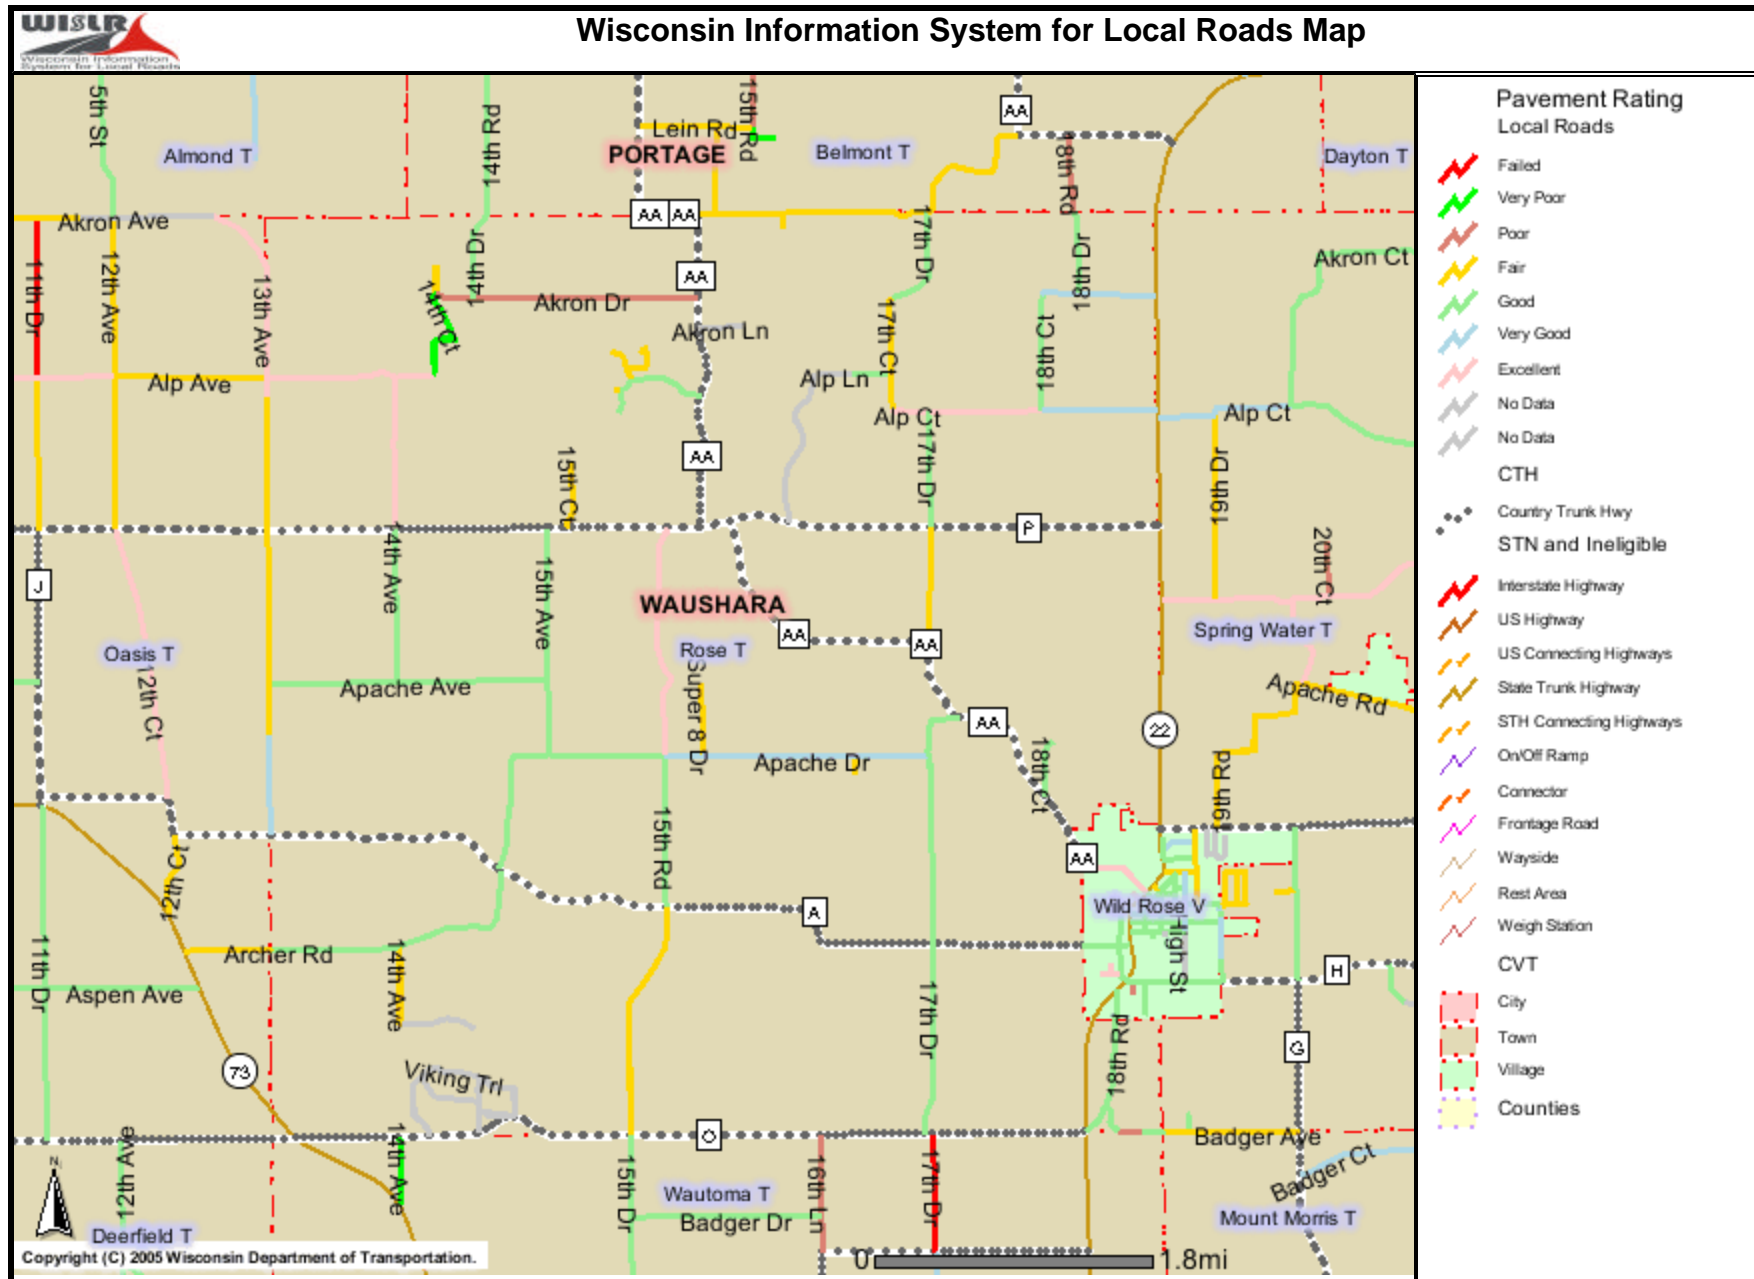 WISLR
Wisconsin Information
System for Local Roads
Wisconsin Information System for Local Roads Map
5th St
Almond T
14th Rd
Lein Rd
PORTAGE
15th Rd
Belmont T
AA
18th Rd
Dayton T
Akron Ave
AA
AA
11th Dr
12th Ave
13th Ave
14th Dr
14th Ct
Akron Dr
AA
Akron Ln
17th Dr
17th Ct
18th Dr
18th Ct
Akron Ct
Alp Ave
Alp Ln
Alp Ct
Alp Ct
AA
15th Ct
17th Dr
19th Dr
P
J
14th Ave
15th Ave
WAUSHARA
AA
AA
20th Ct
Spring Water T
Oasis T
12th Ct
Apache Ave
Rose T
Super 8 Dr
Apache Rd
AA
22
Apache Dr
18th Ct
19th Rd
15th Rd
12th Ct
AA
A
Wild Rose V
High St
11th Dr
Archer Rd
14th Ave
Aspen Ave
17th Dr
H
18th Rd
G
73
Viking Trl
O
Badger Ave
12th Ave
14th Ave
15th Dr
16th Ln
17th Dr
Badger Ct
Wautoma T
Badger Dr
Mount Morris T
N
Deerfield T
Copyright (C) 2005 Wisconsin Department of Transportation.
0
1.8mi
Pavement Rating
Local Roads
Failed
Very Poor
Poor
Fair
Good
Very Good
Excellent
No Data
No Data
CTH
Country Trunk Hwy
STN and Ineligible
Interstate Highway
US Highway
US Connecting Highways
State Trunk Highway
STH Connecting Highways
On/Off Ramp
Connector
Frontage Road
Wayside
Rest Area
Weigh Station
CVT
City
Town
Village
Counties